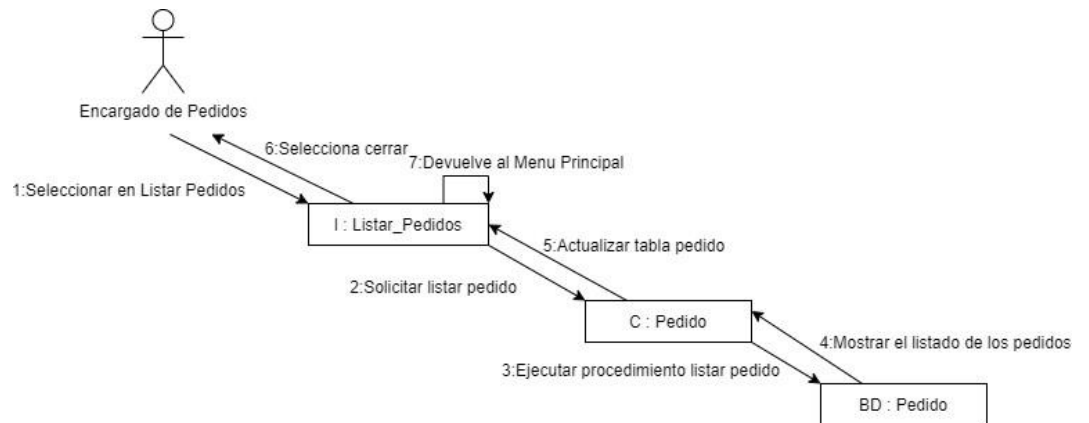 Encargado de Pedidos
6:Selecciona cerrar
7:Devuelve al Menu Principal
1:Seleccionar en Listar Pedidos
I : Listar_Pedidos
5:Actualizar tabla pedido
2:Solicitar listar pedido
C : Pedido
4:Mostrar el listado de los pedidos
3:Ejecutar procedimiento listar pedido
BD : Pedido